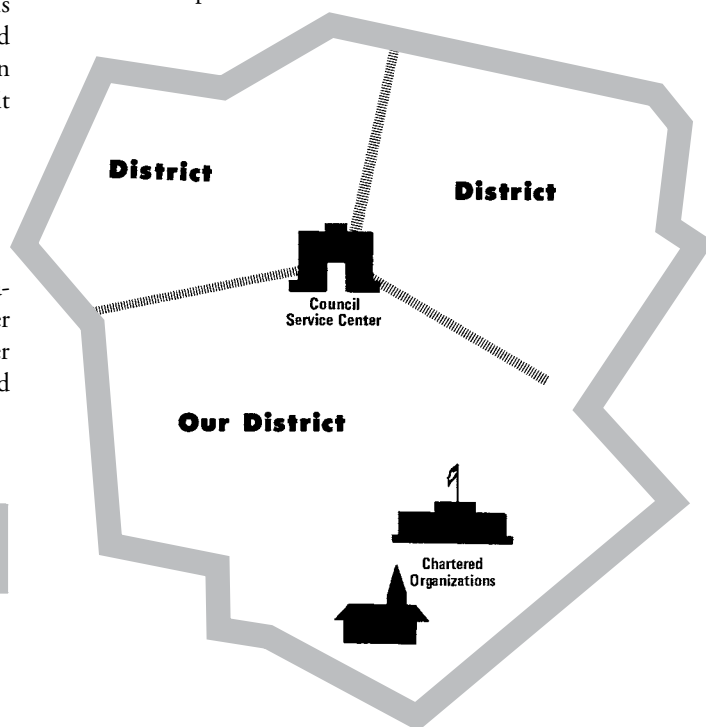 District
District
Council
Service Center
Our District
Chartered
Organizations